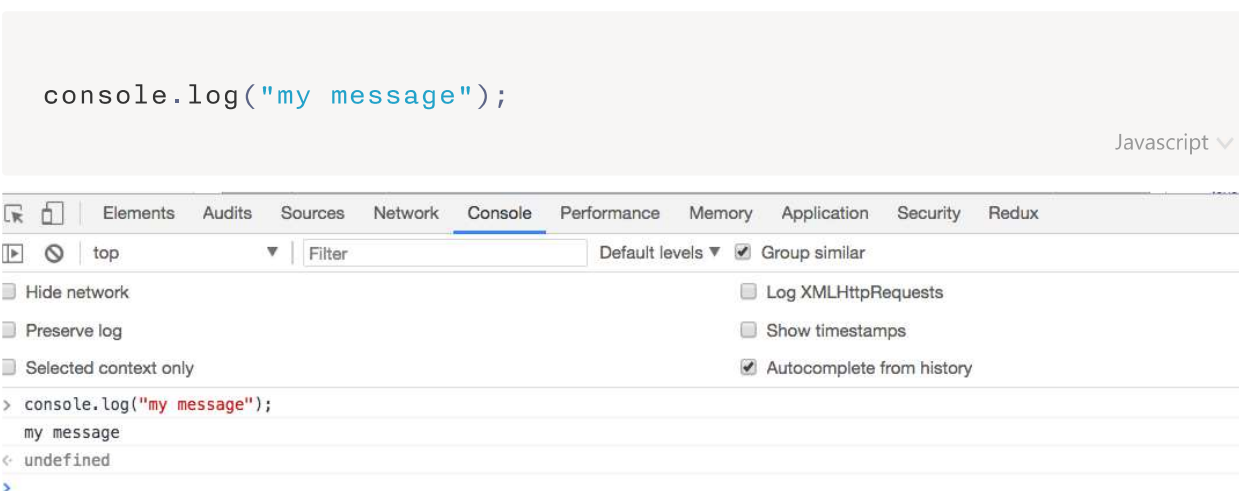 console.log("my message");
Javascript
Elements Audits Sources Network Console Performance Memory Application Security Redux
top Filter Default levels Group similar
Hide network Log XMLHttpRequests
Preserve log Show timestamps
Selected context only Autocomplete from history
> console.log("my message");
my message
undefined
>